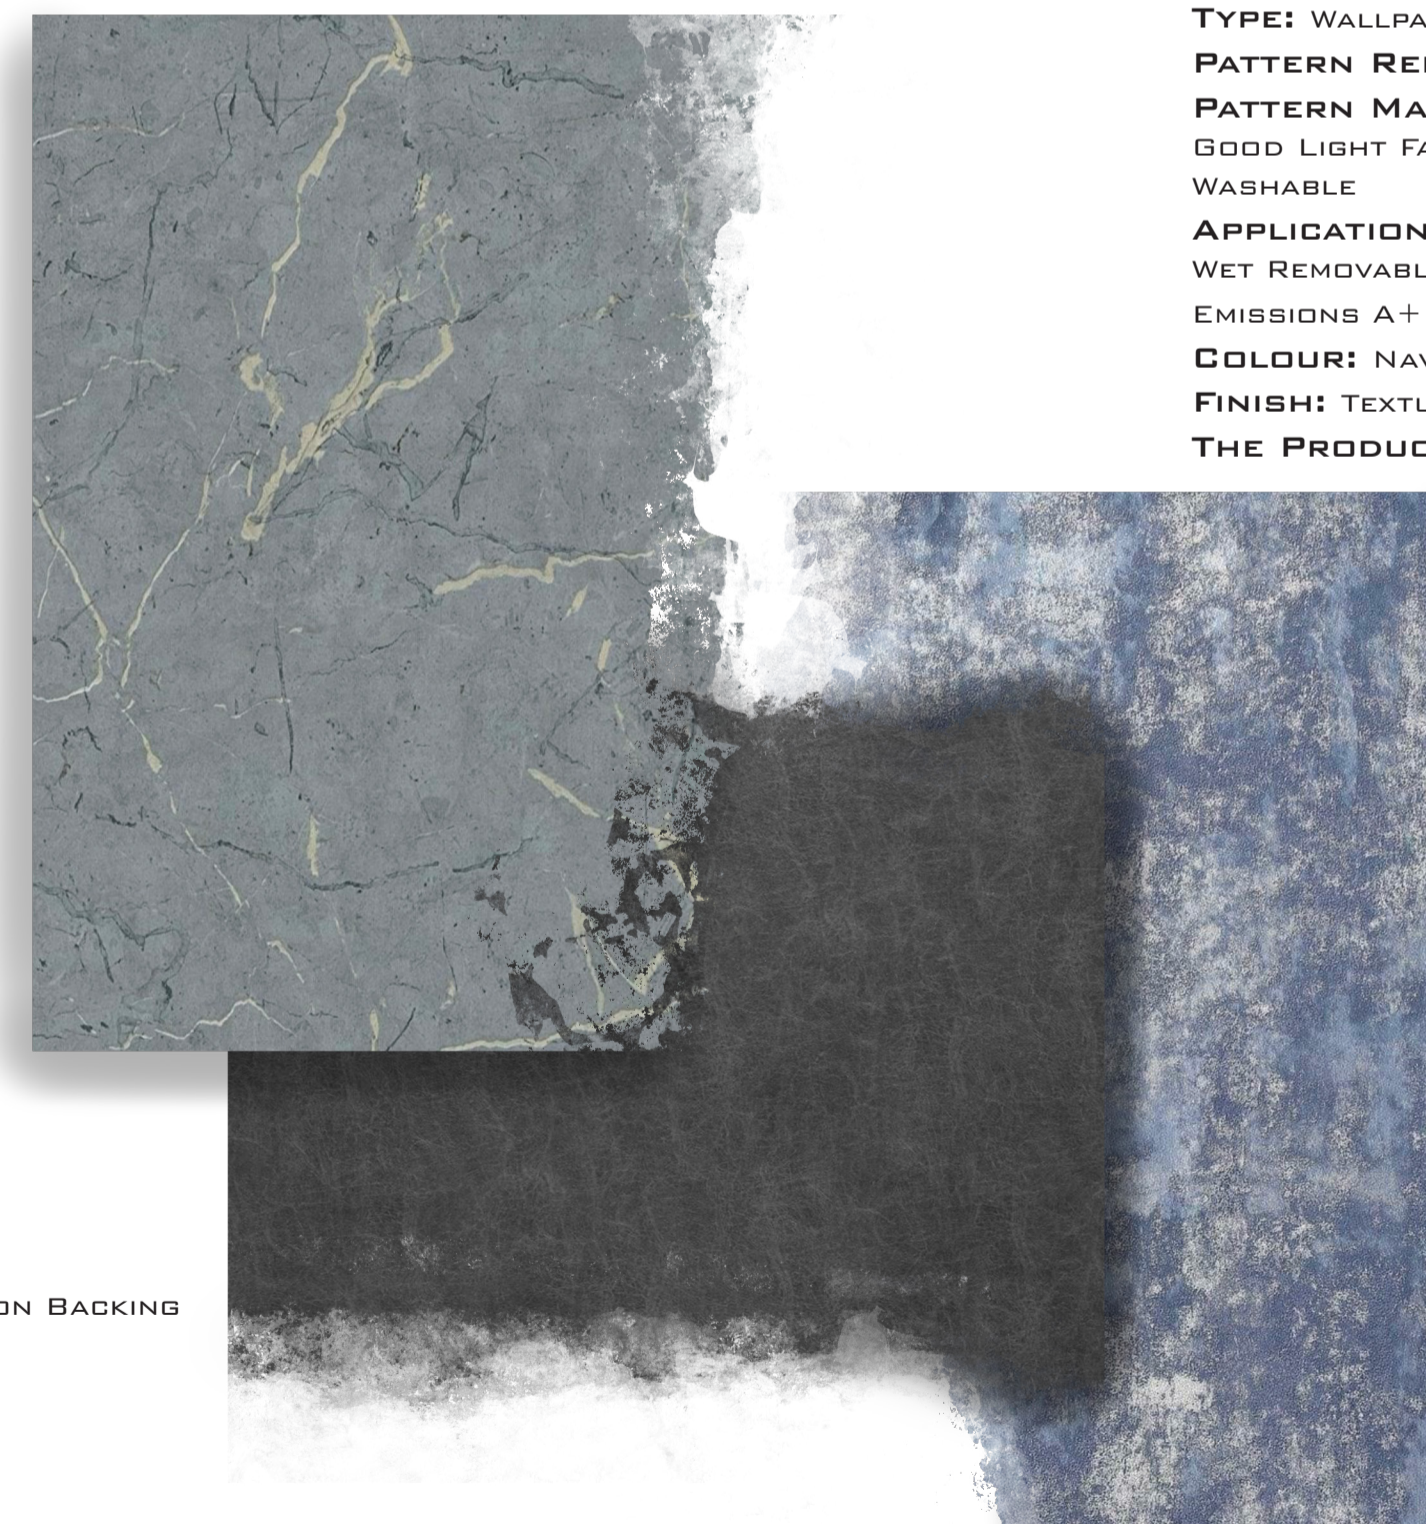 Type: Wallpa
Pattern Re
Pattern Ma
Good Light Fa
Washable
Application
Wet Removabl
Emissions A+
Colour: Nav
Finish: Textu
The Produc
on Backing